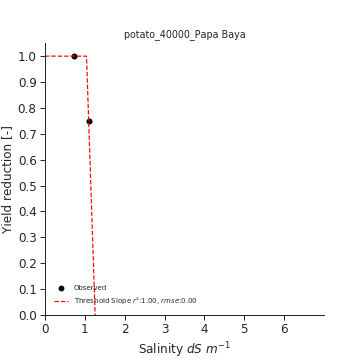 potato_40000_Papa Baya
Yield reduction [-]
1.0
0.9
0.8
0.7
0.6
0.5
0.4
0.3
0.2
0.1
0.0
Observed
Threshold Slope r²:1.00, rmse:0.00
0 1 2 3 4 5 6
Salinity dS m⁻¹